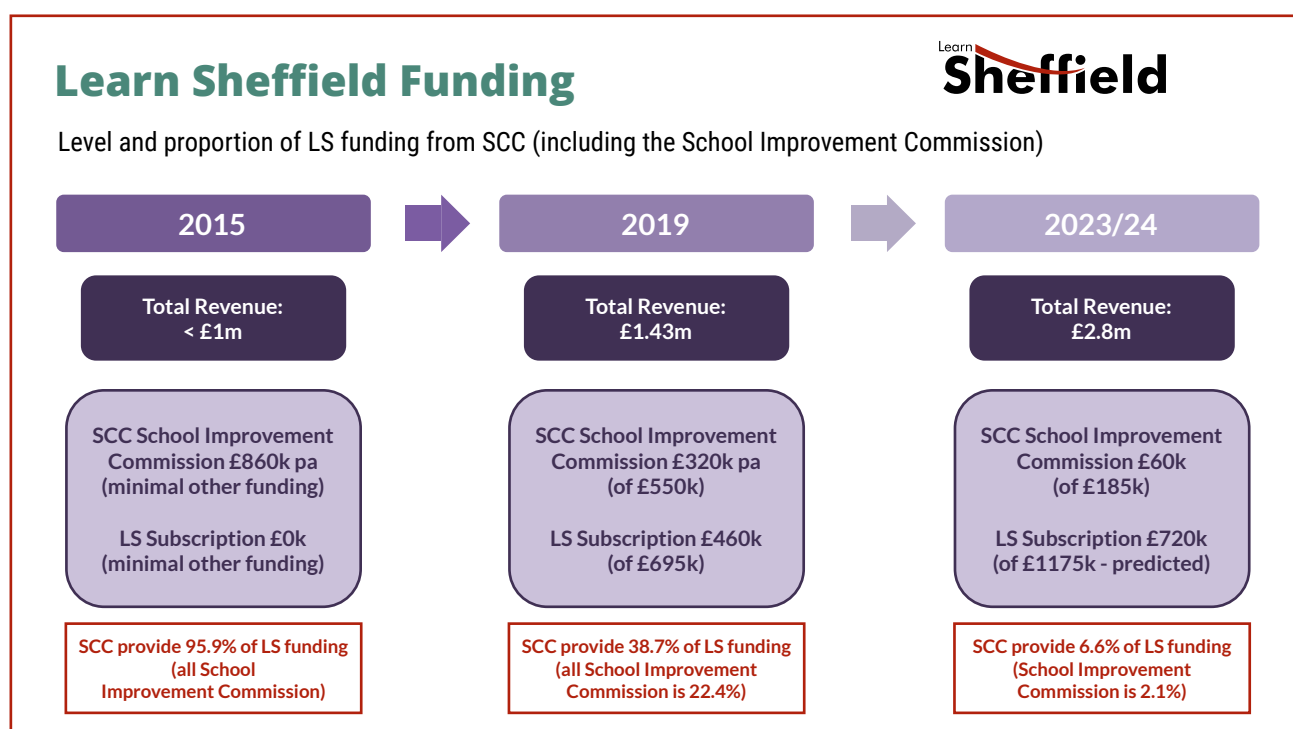 Learn Sheffield Funding
Learn
Sheffield
Level and proportion of LS funding from SCC (including the School Improvement Commission)
2015
2019
2023/24
Total Revenue:
< £1m
Total Revenue:
£1.43m
Total Revenue:
£2.8m
SCC School Improvement
Commission £860k pa
(minimal other funding)
LS Subscription £0k
(minimal other funding)
SCC School Improvement
Commission £320k pa
(of £550k)
LS Subscription £460k
(of £695k)
SCC School Improvement
Commission £60k
(of £185k)
LS Subscription £720k
(of £1175k - predicted)
SCC provide 95.9% of LS funding
(all School
Improvement Commission)
SCC provide 38.7% of LS funding
(all School Improvement
Commission is 22.4%)
SCC provide 6.6% of LS funding
(School Improvement
Commission is 2.1%)